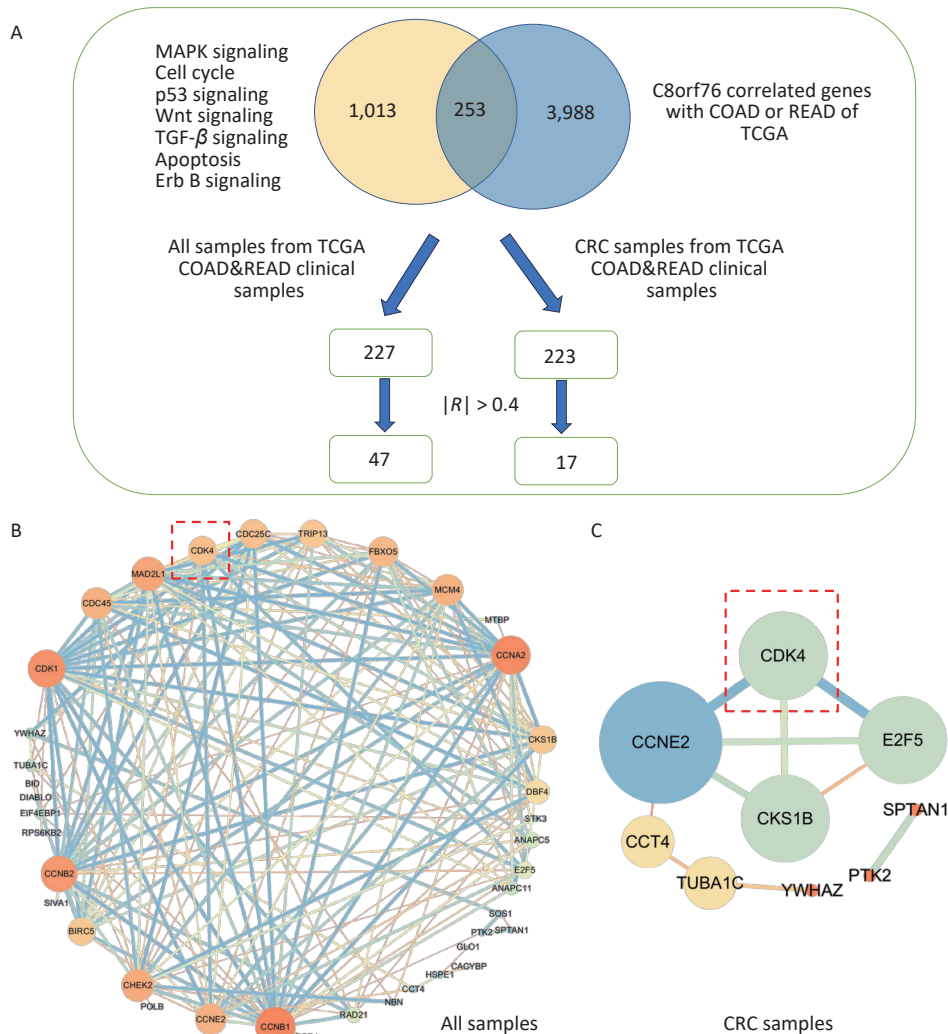 A
MAPK signaling
Cell cycle
p53 signaling
Wnt signaling
TGF-β signaling
Apoptosis
Erb B signaling
1,013
253
3,988
C8orf76 correlated genes
with COAD or READ of
TCGA
All samples from TCGA
COAD&READ clinical
samples
CRC samples from TCGA
COAD&READ clinical
samples
227
223
|R| > 0.4
47
17
B
CDK4
CDC25C
TRIP13
MAD2L1
FBXO5
CDC45
MCM4
MTBP
CCNA2
CDK1
YWHAZ
TUBA1C
BID
DIABLO
EIF4EBP1
RPS6KB2
CKS1B
DBF4
STK3
ANAPC5
E2F5
ANAPC11
CCNB2
SIVA1
BIRC5
SOS1
PTK2
SPTAN1
GLO1
CACYBP
HSPE1
CCT4
NBN
CHEK2
POLB
CCNE2
CCNB1
RAD21
All samples
C
CDK4
CCNE2
E2F5
CKS1B
SPTAN1
CCT4
PTK2
TUBA1C
YWHAZ
CRC samples